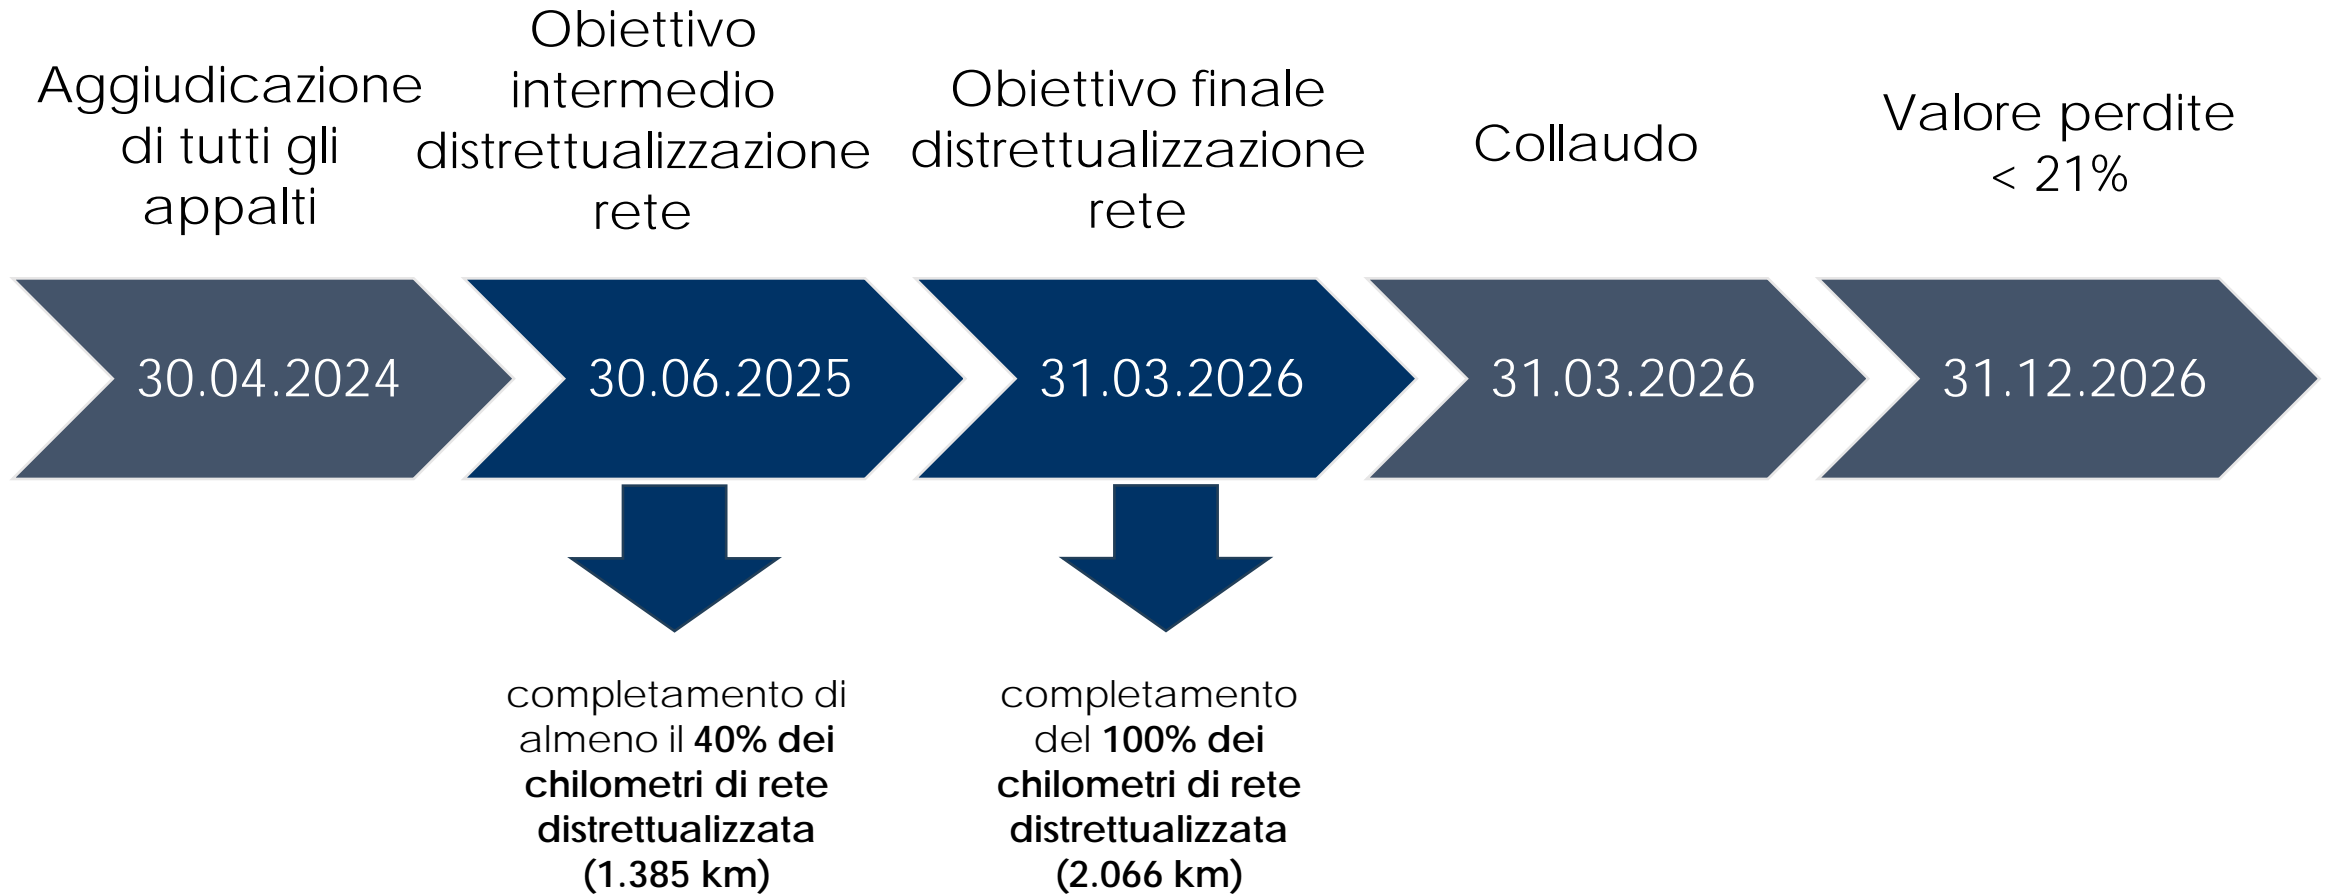 Aggiudicazione
di tutti gli
appalti
Obiettivo
intermedio
distrettualizzazione
rete
Obiettivo finale
distrettualizzazione
rete
Collaudo
Valore perdite
< 21%
30.04.2024
30.06.2025
31.03.2026
31.03.2026
31.12.2026
completamento di
almeno il 40% dei
chilometri di rete
distrettualizzata
(1.385 km)
completamento
del 100% dei
chilometri di rete
distrettualizzata
(2.066 km)